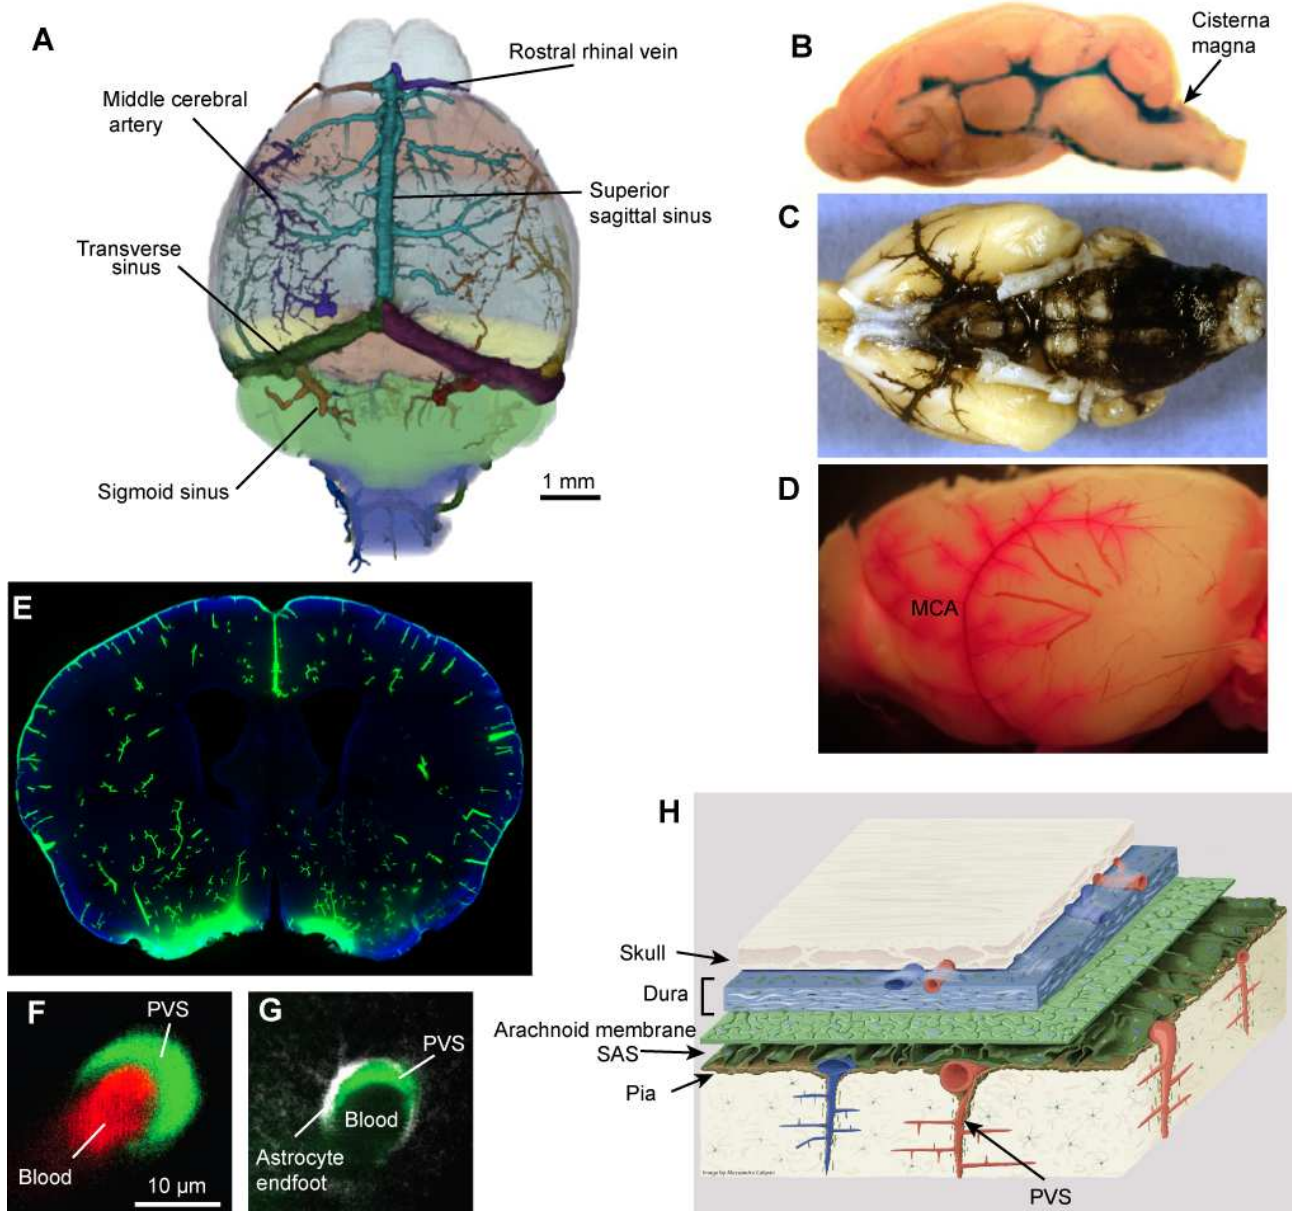 A
Rostral rhinal vein
Middle cerebral
artery
Superior
sagittal sinus
Transverse
sinus
Sigmoid sinus
1 mm
B
Cisterna
magna
C
D
MCA
E
F
PVS
Blood
10 µm
G
PVS
Blood
Astrocyte
endfoot
H
Skull
Dura
Arachnoid membrane
SAS
Pia
PVS